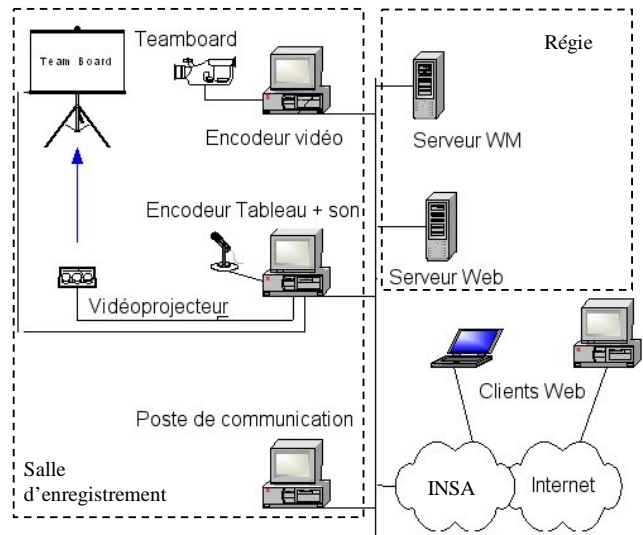 Teamboard
Régie
Team Board
Encodeur vidéo
Serveur WM
Encodeur Tableau + son
Serveur Web
Vidéoprojecteur
Clients Web
Poste de communication
Salle
d'enregistrement
INSA
Internet